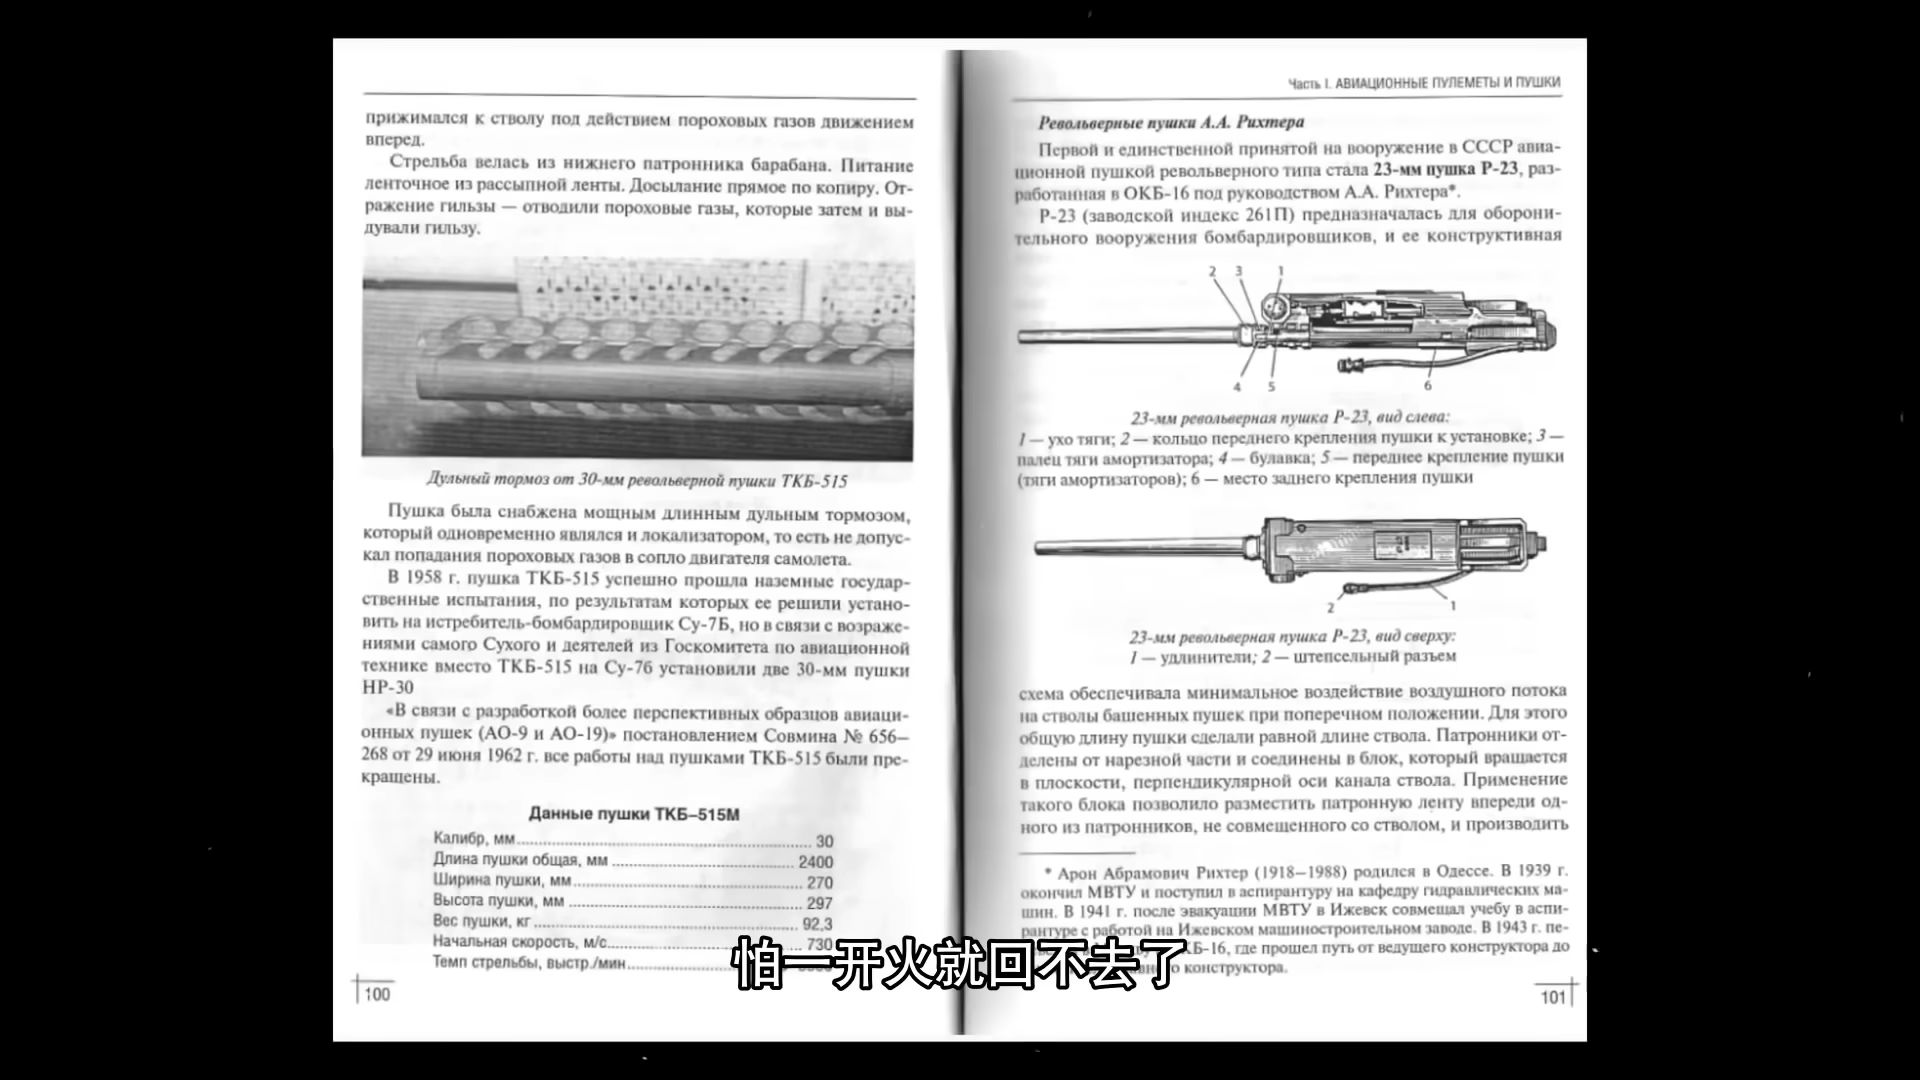 прижимался к стволу под действием пороховых газов движением
вперед.
Стрельба велась из нижнего патронника барабана. Питание
ленточное из рассыпной ленты. Досылание прямое по копиру. От-
ражение гильзы — отводили пороховые газы, которые затем и вы-
дували гильзу.
Дульный тормоз от 30-мм револьверной пушки ТКБ-515
Пушка была снабжена мощным длинным дульным тормозом,
который одновременно являлся и локализатором, то есть не допус-
кал попадания пороховых газов в сопло двигателя самолета.
В 1958 г. пушка ТКБ-515 успешно прошла наземные государ-
ственные испытания, по результатам которых ее решили устано-
вить на истребитель-бомбардировщик Су-7Б, но в связи с возраже-
ниями самого Сухого и деятелей из Госкомитета по авиационной
технике вместо ТКБ-515 на Су-7б установили две 30-мм пушки
НР-30
«В связи с разработкой более перспективных образцов авиаци-
онных пушек (АО-9 и АО-19)» постановлением Совмина № 656–
268 от 29 июня 1962 г. все работы над пушками ТКБ-515 были пре-
кращены.
Данные пушки ТКБ–515М
Калибр, мм 30
Длина пушки общая, мм 2400
Ширина пушки, мм 270
Высота пушки, мм 297
Вес пушки, кг 92,3
Начальная скорость, м/с 730
Темп стрельбы, выстр./мин
100
Часть I. АВИАЦИОННЫЕ ПУЛЕМЕТЫ И ПУШКИ
Револьверные пушки А.А. Рихтера
Первой и единственной принятой на вооружение в СССР авиа-
ционной пушкой револьверного типа стала 23-мм пушка Р-23, раз-
работанная в ОКБ-16 под руководством А.А. Рихтера*.
Р-23 (заводской индекс 261П) предназначалась для оборони-
тельного вооружения бомбардировщиков, и ее конструктивная
2 3 1
4 5 6
23-мм револьверная пушка Р-23, вид слева:
1 — ухо тяги; 2 — кольцо переднего крепления пушки к установке; 3 —
палец тяги амортизатора; 4 — булавка; 5 — переднее крепление пушки
(тяги амортизаторов); 6 — место заднего крепления пушки
2 1
23-мм револьверная пушка Р-23, вид сверху:
1 — удлинители; 2 — штепсельный разъем
схема обеспечивала минимальное воздействие воздушного потока
на стволы башенных пушек при поперечном положении. Для этого
общую длину пушки сделали равной длине ствола. Патронники от-
делены от нарезной части и соединены в блок, который вращается
в плоскости, перпендикулярной оси канала ствола. Применение
такого блока позволило разместить патронную ленту впереди од-
ного из патронников, не совмещенного со стволом, и производить
* Арон Абрамович Рихтер (1918–1988) родился в Одессе. В 1939 г.
окончил МВТУ и поступил в аспирантуру на кафедру гидравлических ма-
шин. В 1941 г. после эвакуации МВТУ в Ижевск совмещал учебу в аспи-
рантуре с работой на Ижевском машиностроительном заводе. В 1943 г. пе-
КБ-16, где прошел путь от ведущего конструктора до
конструктора.
101
怕一开火就回不去了